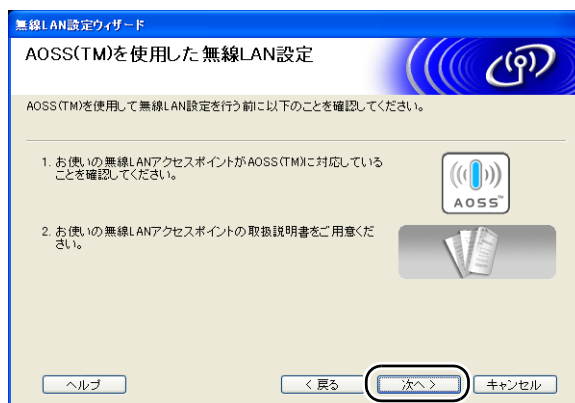 無線LAN設定ウィザード
AOSS(TM)を使用した無線LAN設定
AOSS(TM)を使用して無線LAN設定を行う前に以下のことを確認してください。
1. お使いの無線LANアクセスポイントがAOSS(TM)に対応している
ことを確認してください。
AOSS™
2. お使いの無線LANアクセスポイントの取扱説明書をご用意くだ
さい。
ヘルプ
< 戻る
次へ >
キャンセル